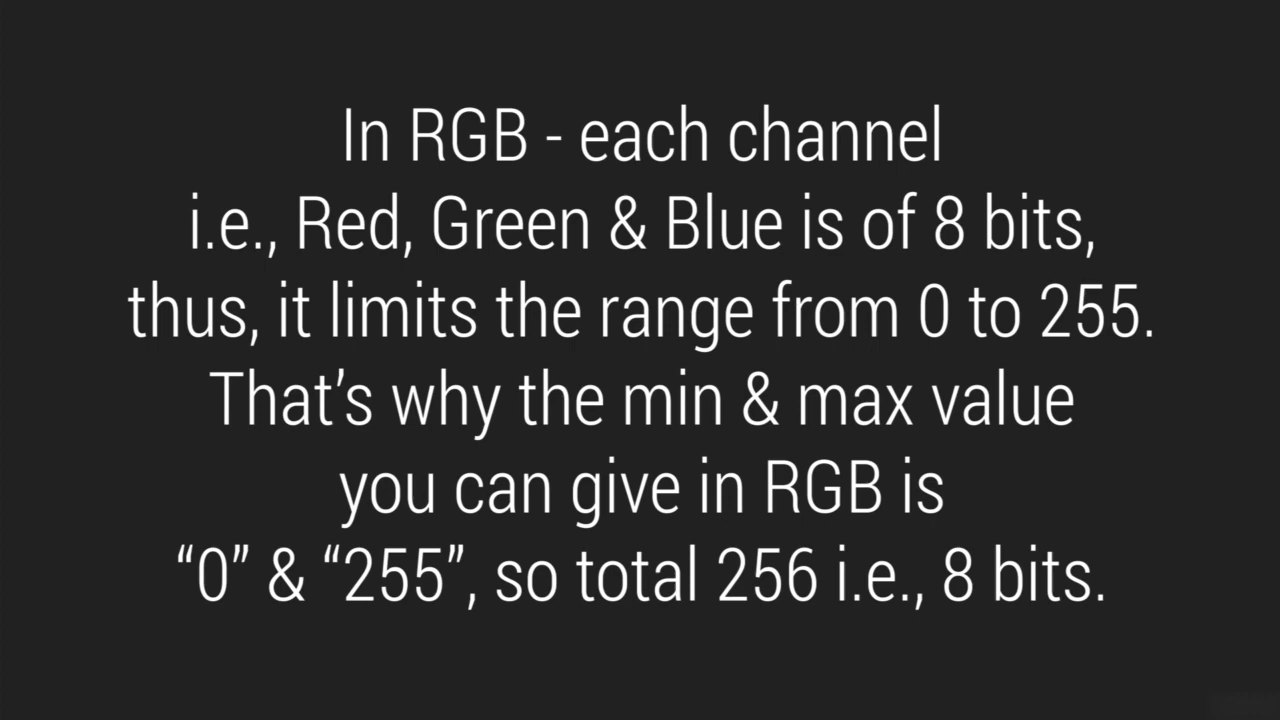 In RGB - each channel
i.e., Red, Green & Blue is of 8 bits,
thus, it limits the range from 0 to 255.
That’s why the min & max value
you can give in RGB is
“0” & “255”, so total 256 i.e., 8 bits.